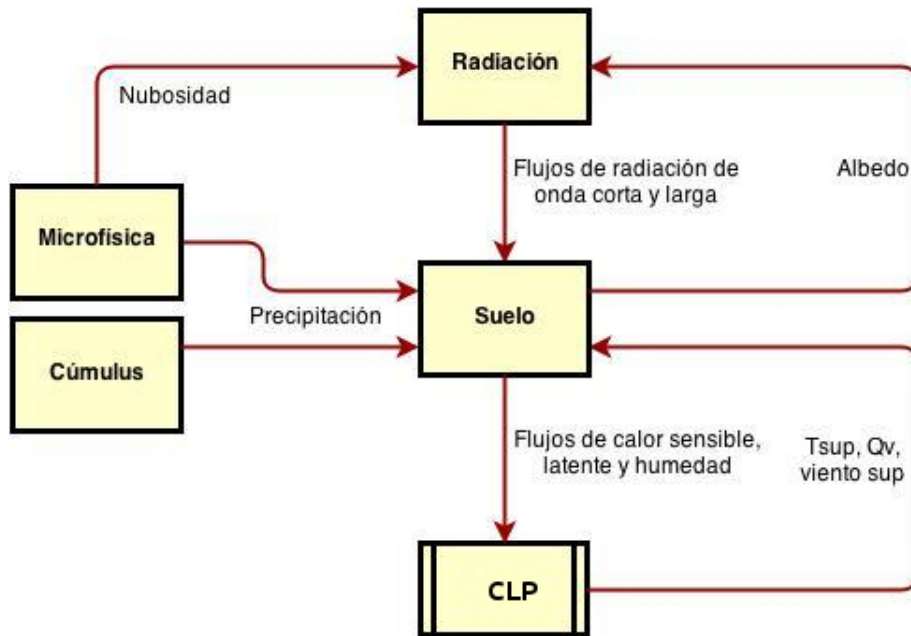 Radiación
Nubosidad
Flujos de radiación de
onda corta y larga
Albedo
Microfísica
Precipitación
Suelo
Cúmulus
Flujos de calor sensible,
latente y humedad
Tsup, Qv,
viento sup
CLP